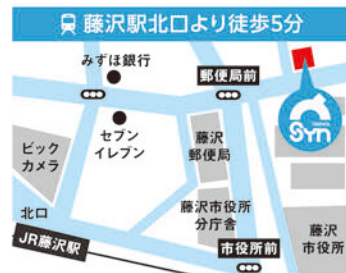 藤沢駅北口より徒歩5分
みずほ銀行
郵便局前
Syn
セブン
イレブン
藤沢
郵便局
ビック
カメラ
北口
藤沢市役所
分庁舎
藤沢
市役所
JR藤沢駅
市役所前